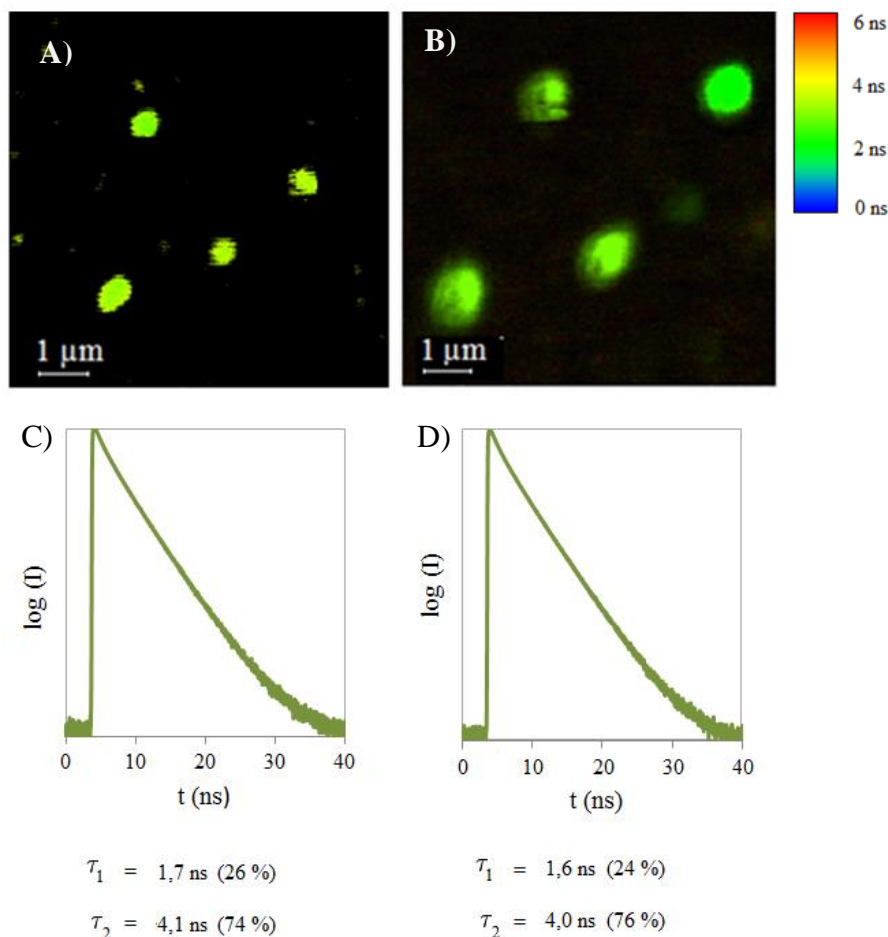 A)
B)
6 ns
4 ns
2 ns
0 ns
1 µm
1 µm
C)
D)
log (I)
log (I)
0 10 20 30 40
0 10 20 30 40
t (ns)
t (ns)
τ1 = 1,7 ns (26 %)
τ1 = 1,6 ns (24 %)
τ2 = 4,1 ns (74 %)
τ2 = 4,0 ns (76 %)